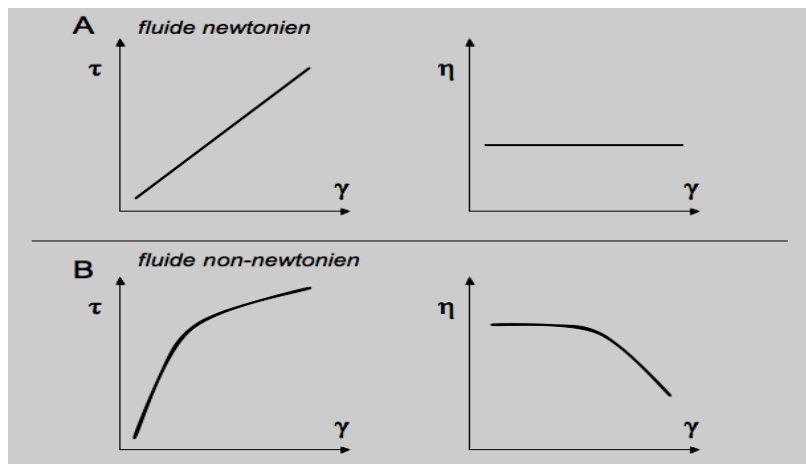 A fluide newtonien
τ
γ
η
γ
B fluide non-newtonien
τ
γ
η
γ